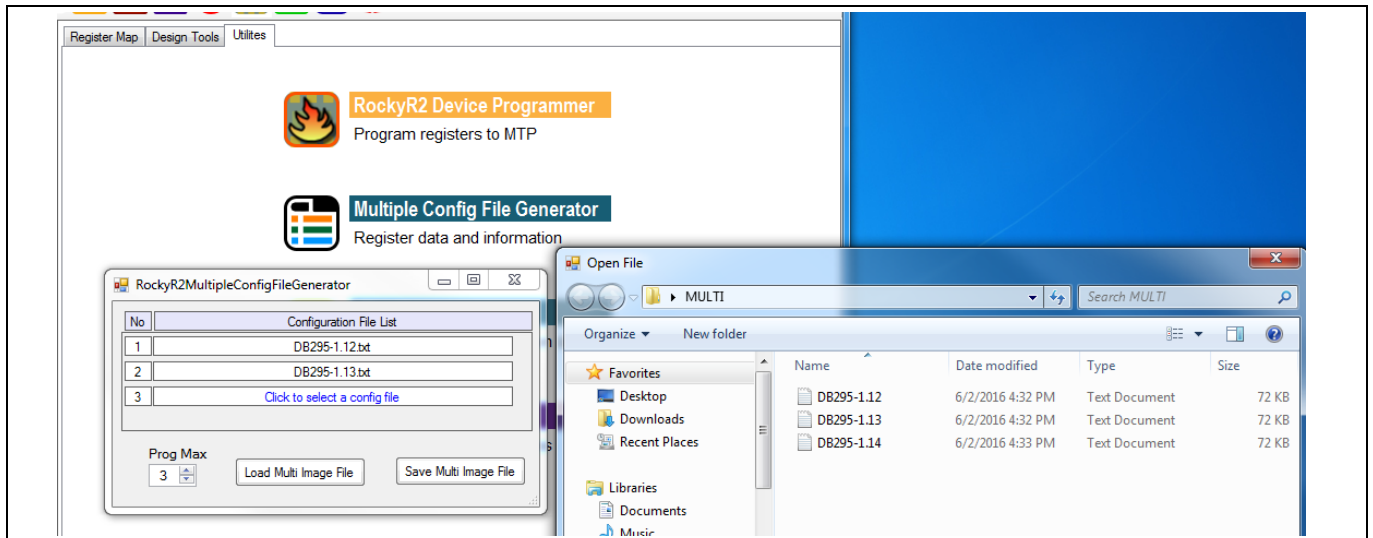 Register Map Design Tools Utilites
RockyR2 Device Programmer
Program registers to MTP
Multiple Config File Generator
Register data and information
RockyR2MultipleConfigFileGenerator
No Configuration File List
1 DB295-1.12.txt
2 DB295-1.13.txt
3 Click to select a config file
Prog Max
3 Load Multi Image File Save Multi Image File
Open File
MULTI Search MULTI
Organize New folder
Name Date modified Type Size
Favorites
Desktop DB295-1.12 6/2/2016 4:32 PM Text Document 72 KB
Downloads DB295-1.13 6/2/2016 4:32 PM Text Document 72 KB
Recent Places DB295-1.14 6/2/2016 4:33 PM Text Document 72 KB
Libraries
Documents
Music